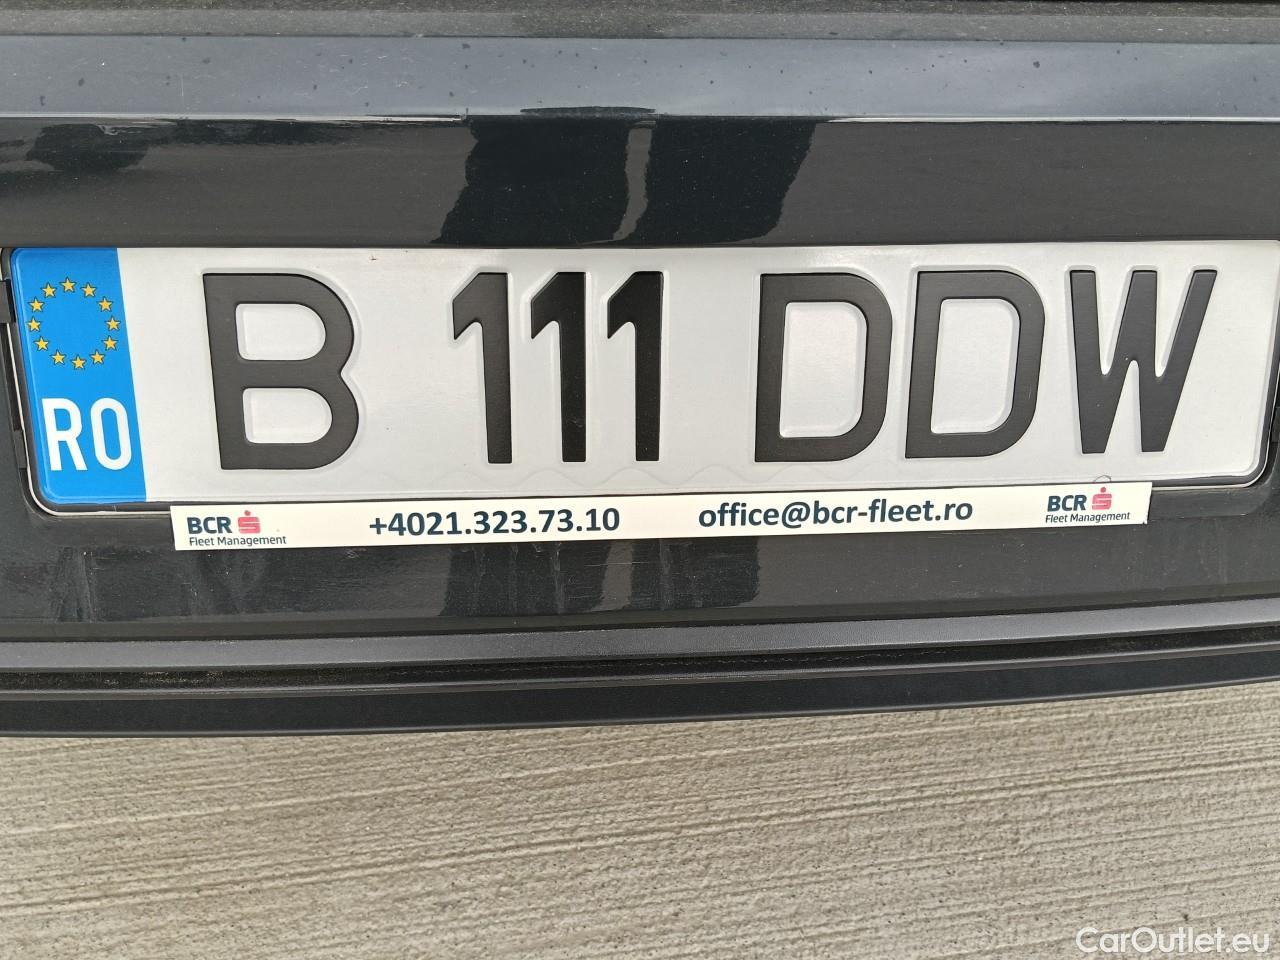 RO B 111 DDW
BCR +4021.323.73.10 office@bcr-fleet.ro BCR
Fleet Management Fleet Management
CarOutlet.eu